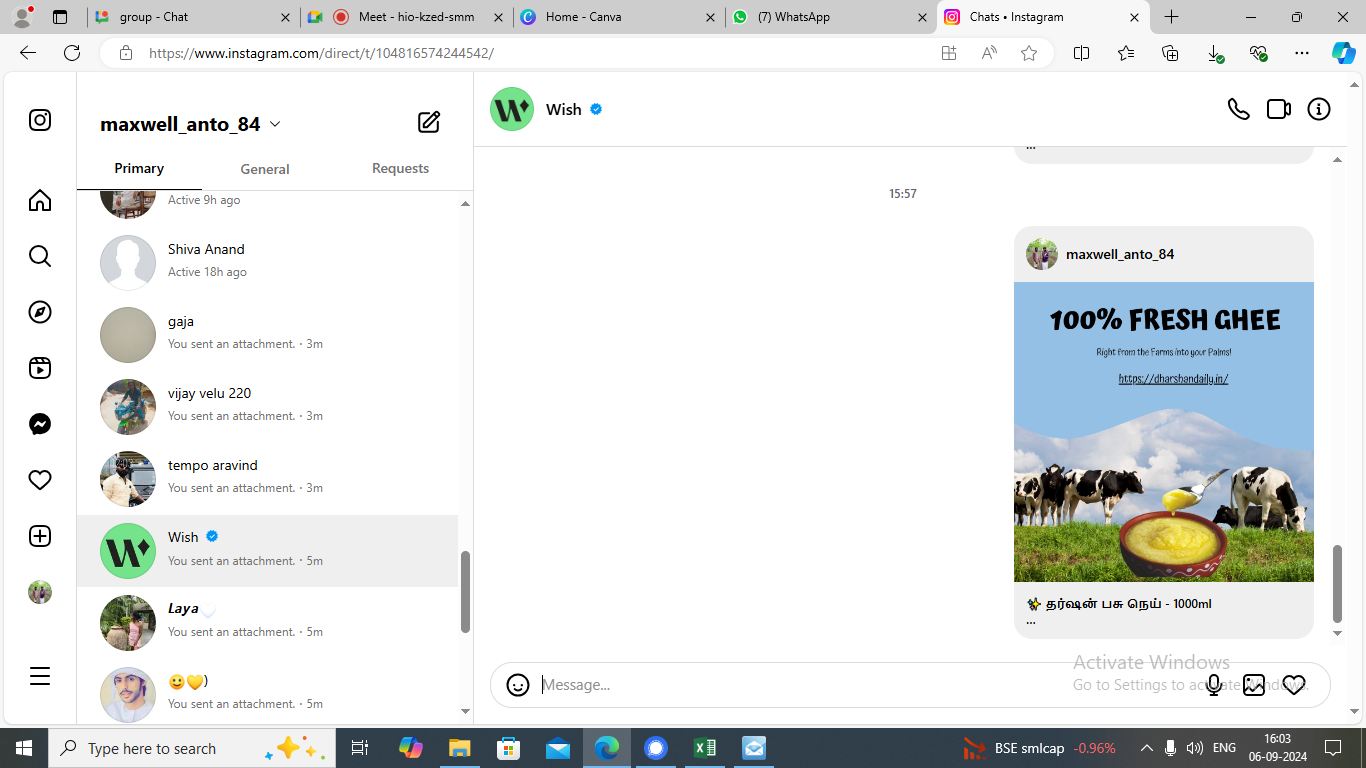 group - Chat
Meet - hio-kzed-smm
Home - Canva
(7) WhatsApp
Chats • Instagram
https://www.instagram.com/direct/t/104816574244542/
maxwell_anto_84
Primary
General
Requests
Active 9h ago
Shiva Anand
Active 18h ago
gaja
You sent an attachment. · 3m
vijay velu 220
You sent an attachment. · 3m
tempo aravind
You sent an attachment. · 3m
Wish
You sent an attachment. · 5m
Laya
You sent an attachment. · 5m
😃💛)
You sent an attachment. · 5m
Wish
...
15:57
maxwell_anto_84
100% FRESH GHEE
Right from the Farms into your Palms!
https://dharshandaily.in/
✨ தர்ஷன் பசு நெய் - 1000ml
...
Message...
Activate Windows
Go to Settings to activate Windows.
Type here to search
BSE smlcap -0.96%
ENG
16:03
06-09-2024